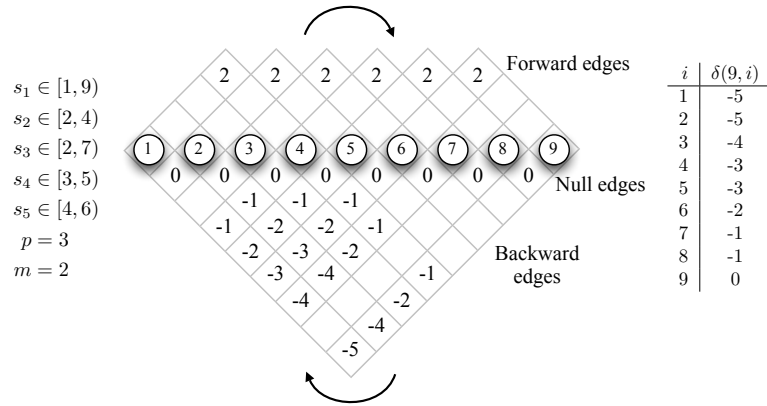 2 2 2 2 2 2
Forward edges
i δ(9, i)
s₁ ∈ [1, 9)
1 -5
s₂ ∈ [2, 4)
2 -5
s₃ ∈ [2, 7)
1 2 3 4 5 6 7 8 9
3 -4
s₄ ∈ [3, 5)
0 0 0 0 0 0 0 0
Null edges
4 -3
5 -3
s₅ ∈ [4, 6)
-1 -1 -1
6 -2
-1 -2 -2 -1
7 -1
p = 3
-2 -3 -2
Backward
edges
8 -1
m = 2
-3 -4 -1
9 0
-4 -2
-4
-5